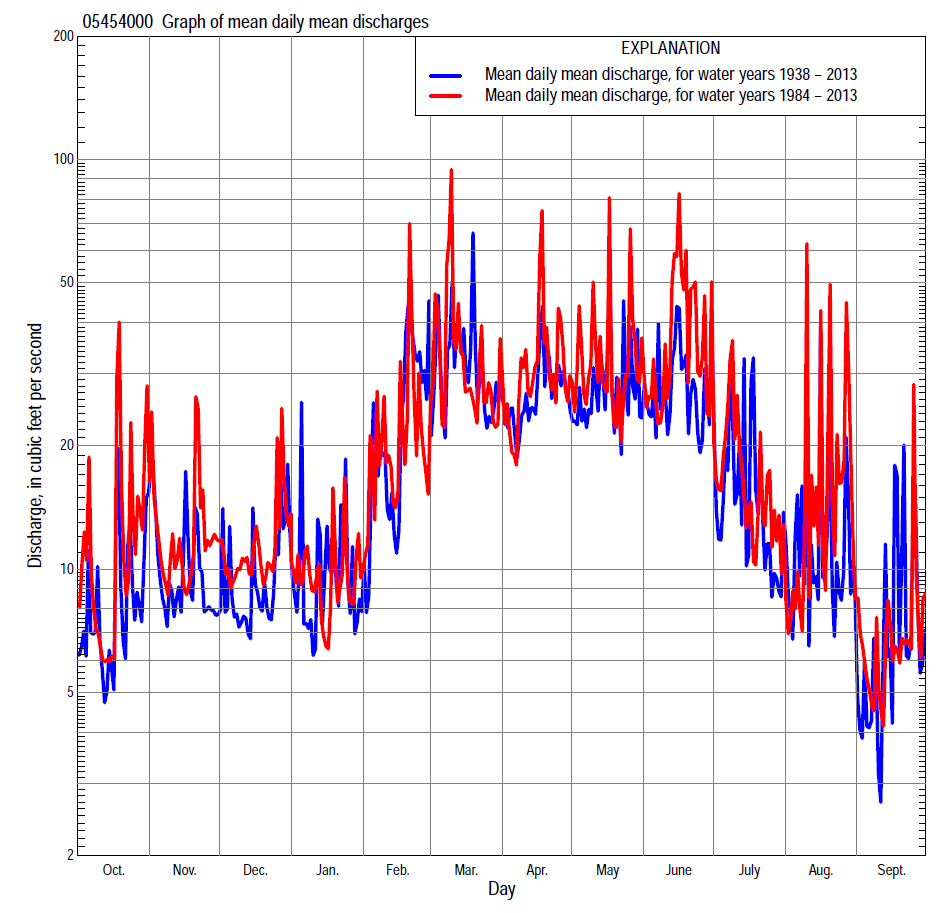 05454000 Graph of mean daily mean discharges
EXPLANATION
Mean daily mean discharge, for water years 1938 – 2013
Mean daily mean discharge, for water years 1984 – 2013
Discharge, in cubic feet per second
200
100
50
20
10
5
2
Oct. Nov. Dec. Jan. Feb. Mar. Apr. May June July Aug. Sept.
Day